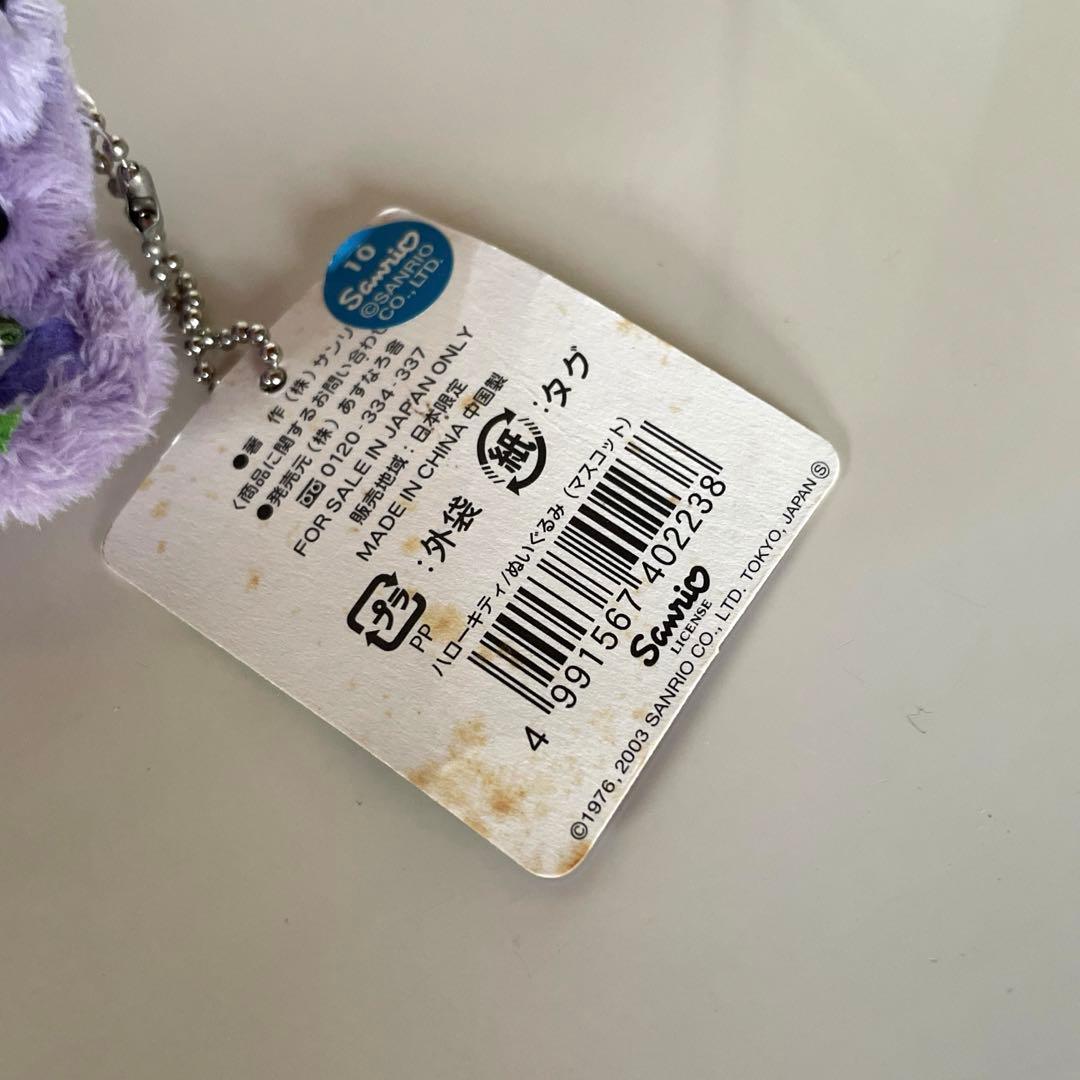 10
Sanrio
©SANRIO
CO., LTD.
●著 作 (株) サンリ
〈商品に関するお問い合わせ
●発売元 (株) あすなろ舎
0120-334-337
FOR SALE IN JAPAN ONLY
販売地域:日本限定
MADE IN CHINA 中国製
プラ :外袋 紙 :タグ
PP
ハローキティ/ぬいぐるみ (マスコット)
4 991567 402238
Sanrio
LICENSE
©1976, 2003 SANRIO CO., LTD. TOKYO, JAPAN Ⓢ